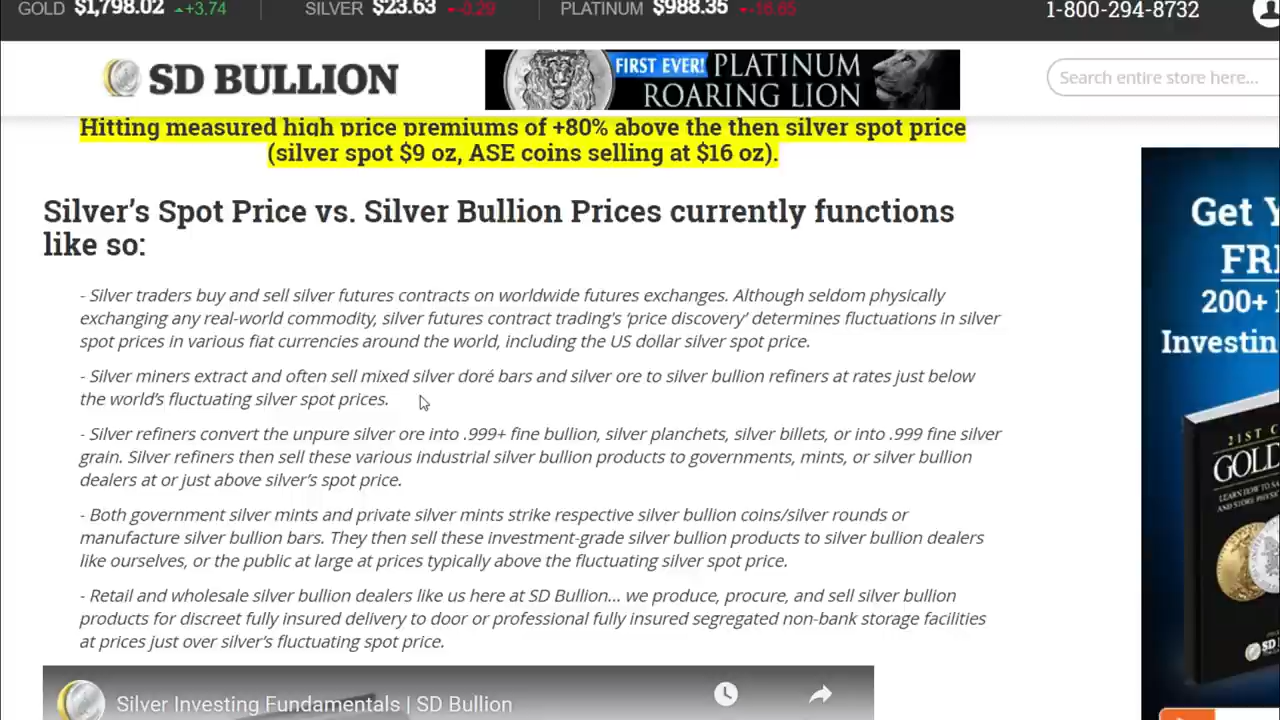 GOLD $1,798.02 +3.74 SILVER $23.63 -0.29 PLATINUM $988.35 -16.65 1-800-294-8732
SD BULLION
FIRST EVER! PLATINUM
ROARING LION
Search entire store here...
Hitting measured high price premiums of +80% above the then silver spot price
(silver spot $9 oz, ASE coins selling at $16 oz).
Silver’s Spot Price vs. Silver Bullion Prices currently functions
like so:
- Silver traders buy and sell silver futures contracts on worldwide futures exchanges. Although seldom physically
exchanging any real-world commodity, silver futures contract trading's ‘price discovery’ determines fluctuations in silver
spot prices in various fiat currencies around the world, including the US dollar silver spot price.
- Silver miners extract and often sell mixed silver doré bars and silver ore to silver bullion refiners at rates just below
the world’s fluctuating silver spot prices.
- Silver refiners convert the unpure silver ore into .999+ fine bullion, silver planchets, silver billets, or into .999 fine silver
grain. Silver refiners then sell these various industrial silver bullion products to governments, mints, or silver bullion
dealers at or just above silver’s spot price.
- Both government silver mints and private silver mints strike respective silver bullion coins/silver rounds or
manufacture silver bullion bars. They then sell these investment-grade silver bullion products to silver bullion dealers
like ourselves, or the public at large at prices typically above the fluctuating silver spot price.
- Retail and wholesale silver bullion dealers like us here at SD Bullion... we produce, procure, and sell silver bullion
products for discreet fully insured delivery to door or professional fully insured segregated non-bank storage facilities
at prices just over silver’s fluctuating spot price.
Silver Investing Fundamentals | SD Bullion
Get
FR
200+
Investin
21ST C
GOL